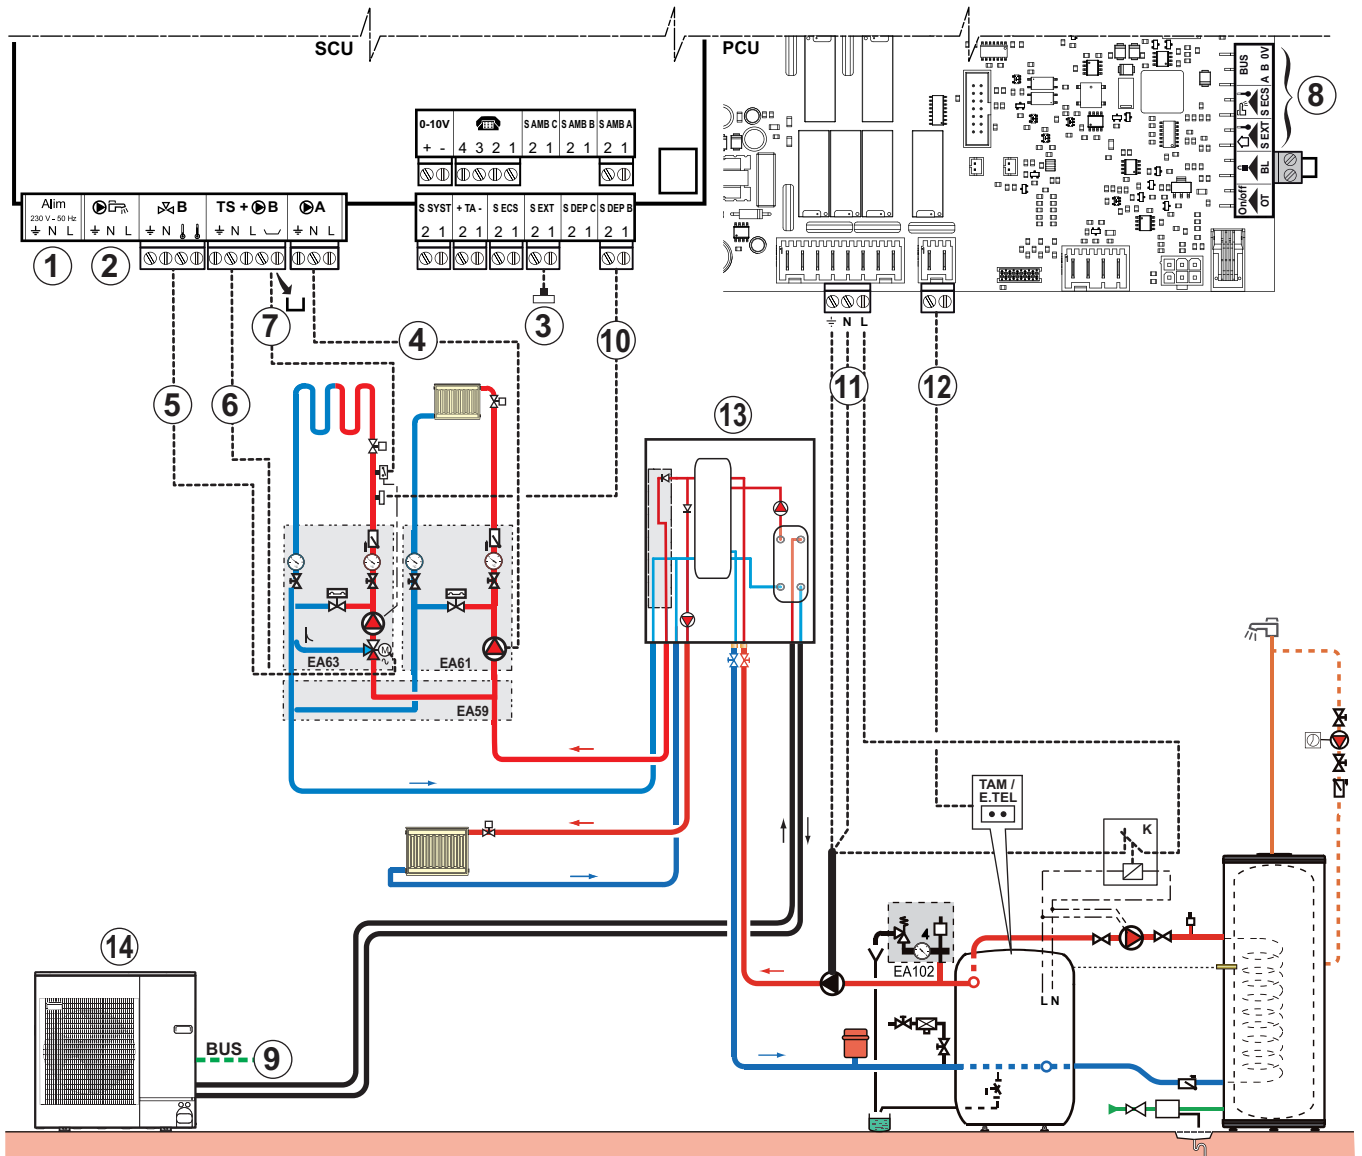 SCU
PCU
0-10V S AMB C S AMB B S AMB A
+ - 4 3 2 1 2 1 2 1 2 1
Alim B TS + B A
230 V - 50 Hz
N L N L N N L N L
S SYST + TA - S ECS S EXT S DEP C S DEP B
2 1 2 1 2 1 2 1 2 1 2 1
BUS A B 0V
S ECS
S EXT
BL
On/off OT
8
1 2 3 4 5 6 7 10
N L
11 12
13
M
EA63 EA61
EA59
TAM /
E.TEL
K
4
EA102
L N
14
BUS 9